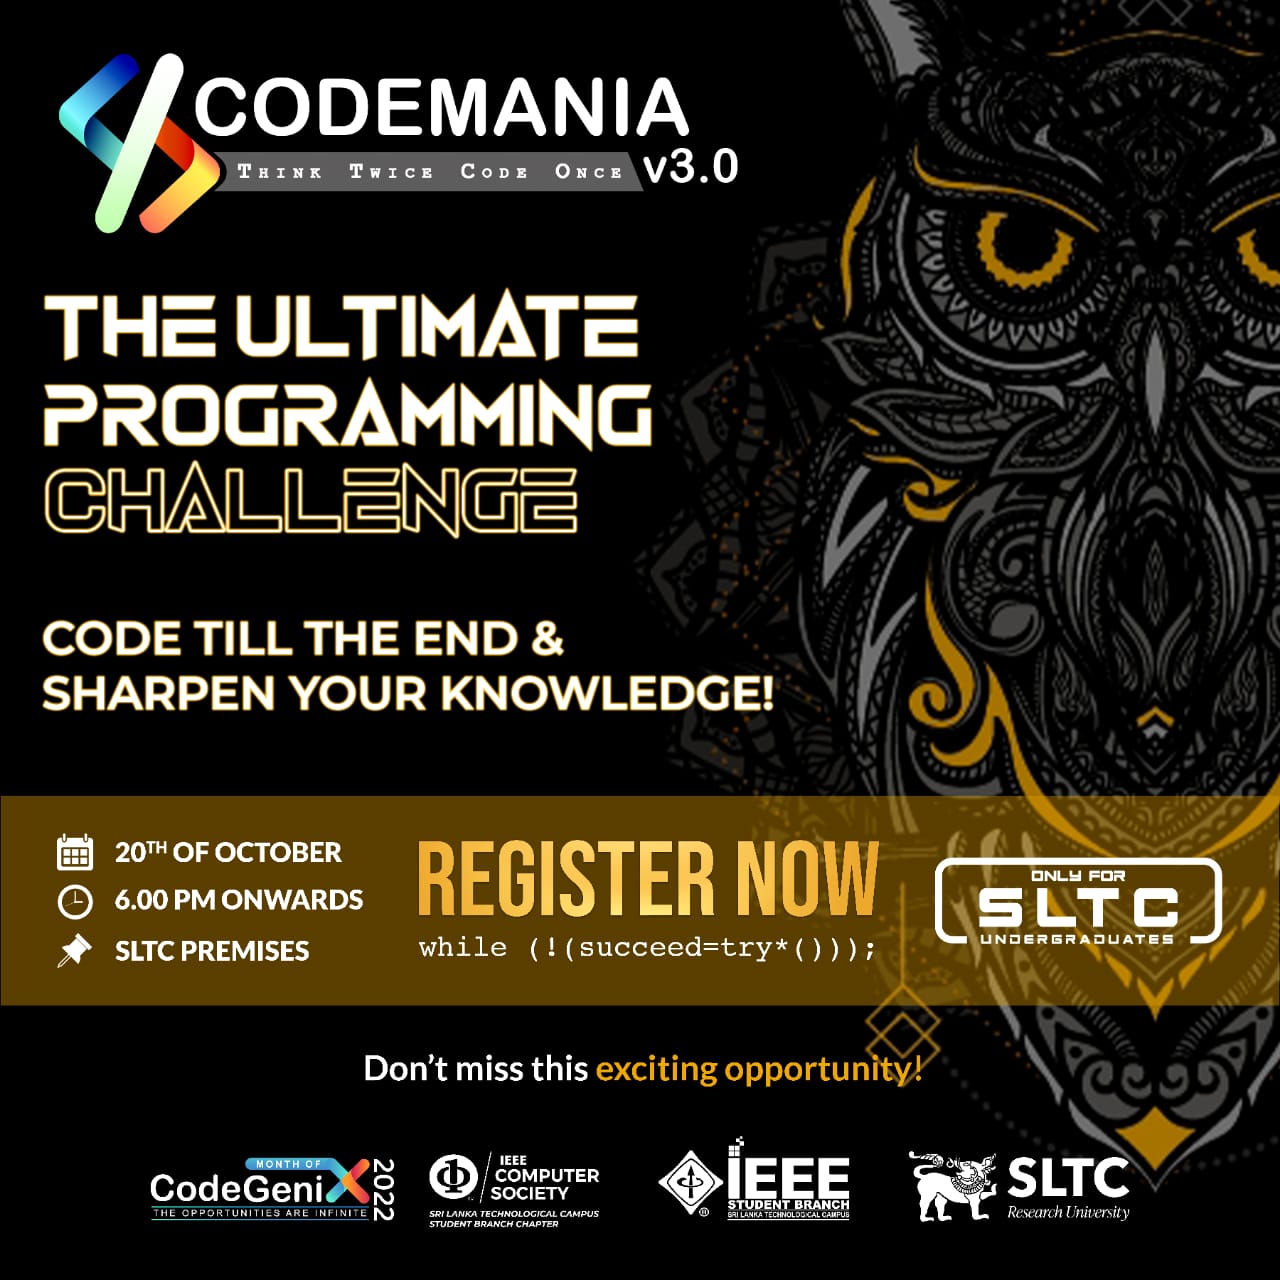 CODEMANIA
THINK TWICE CODE ONCE
v3.0
THE ULTIMATE
PROGRAMMING
CHALLENGE
CODE TILL THE END &
SHARPEN YOUR KNOWLEDGE!
20TH OF OCTOBER
6.00 PM ONWARDS
SLTC PREMISES
REGISTER NOW
while (!(succeed=try*()));
ONLY FOR
SLTC
UNDERGRADUATES
Don't miss this exciting opportunity!
MONTH OF
CodeGeniX
2022
THE OPPORTUNITIES ARE INFINITE
IEEE
COMPUTER
SOCIETY
SRI LANKA TECHNOLOGICAL CAMPUS
STUDENT BRANCH CHAPTER
IEEE
STUDENT BRANCH
SRI LANKA TECHNOLOGICAL CAMPUS
SLTC
Research University